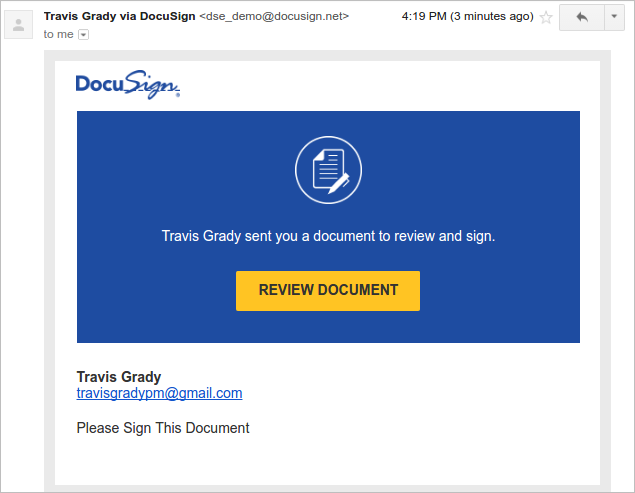 Travis Grady via DocuSign <dse_demo@docusign.net>
4:19 PM (3 minutes ago)
to me
DocuSign®
Travis Grady sent you a document to review and sign.
REVIEW DOCUMENT
Travis Grady
travisgradypm@gmail.com
Please Sign This Document